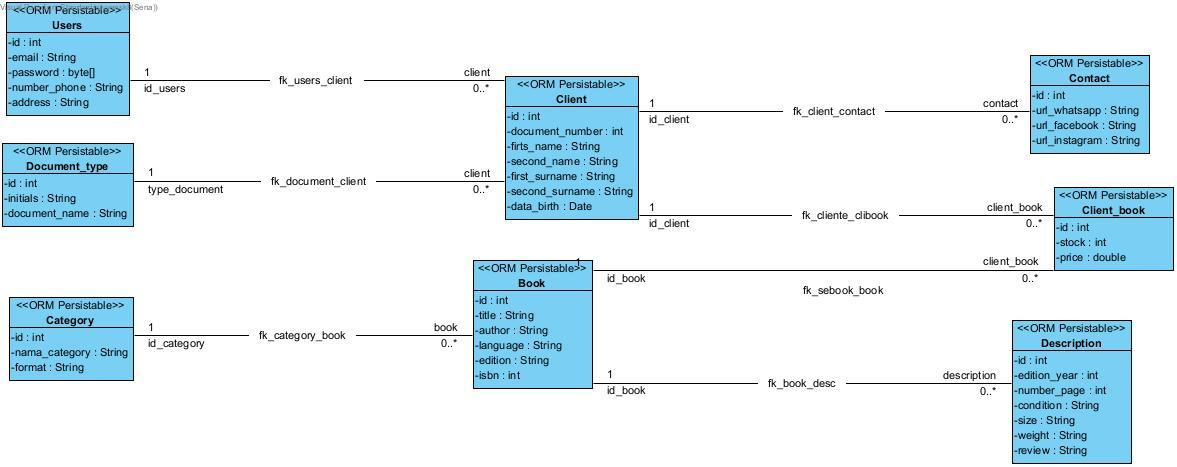 (Sena))
<<ORM Persistable>>
Users
-id : int
-email : String
-password : byte[]
-number_phone : String
-address : String
1
id_users
fk_users_client
client
0..*
<<ORM Persistable>>
Client
-id : int
-document_number : int
-firts_name : String
-second_name : String
-first_surname : String
-second_surname : String
-data_birth : Date
1
id_client
fk_client_contact
contact
0..*
<<ORM Persistable>>
Contact
-id : int
-url_whatsapp : String
-url_facebook : String
-url_instagram : String
<<ORM Persistable>>
Document_type
-id : int
-initials : String
-document_name : String
1
type_document
fk_document_client
client
0..*
1
id_client
fk_cliente_clibook
client_book
0..*
<<ORM Persistable>>
Client_book
-id : int
-stock : int
-price : double
<<ORM Persistable>>
Book
-id : int
-title : String
-author : String
-language : String
-edition : String
-isbn : int
1
id_book
fk_sebook_book
client_book
0..*
<<ORM Persistable>>
Category
-id : int
-nama_category : String
-format : String
1
id_category
fk_category_book
book
0..*
1
id_book
fk_book_desc
description
0..*
<<ORM Persistable>>
Description
-id : int
-edition_year : int
-number_page : int
-condition : String
-size : String
-weight : String
-review : String